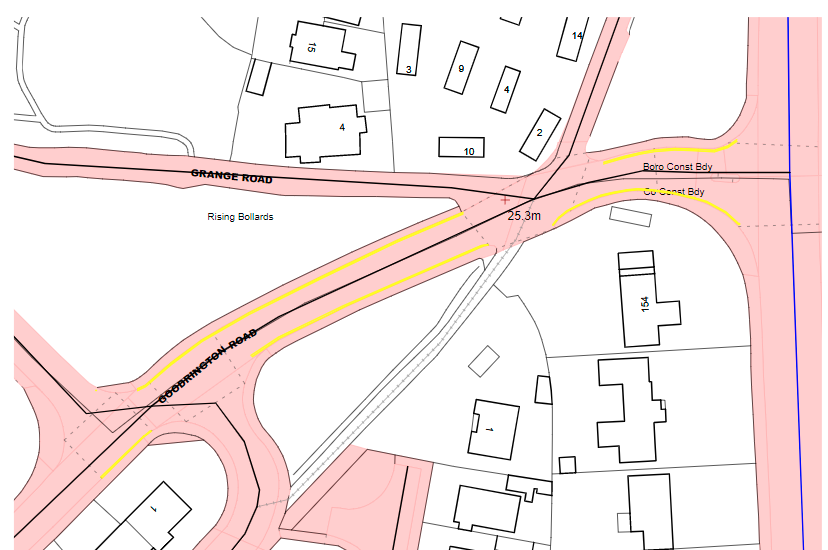 14
15
3
9
4
4
2
10
Boro Const Bdy
GRANGE ROAD
Co Const Bdy
Rising Bollards
25.3m
154
GOODRINGTON ROAD
1
1